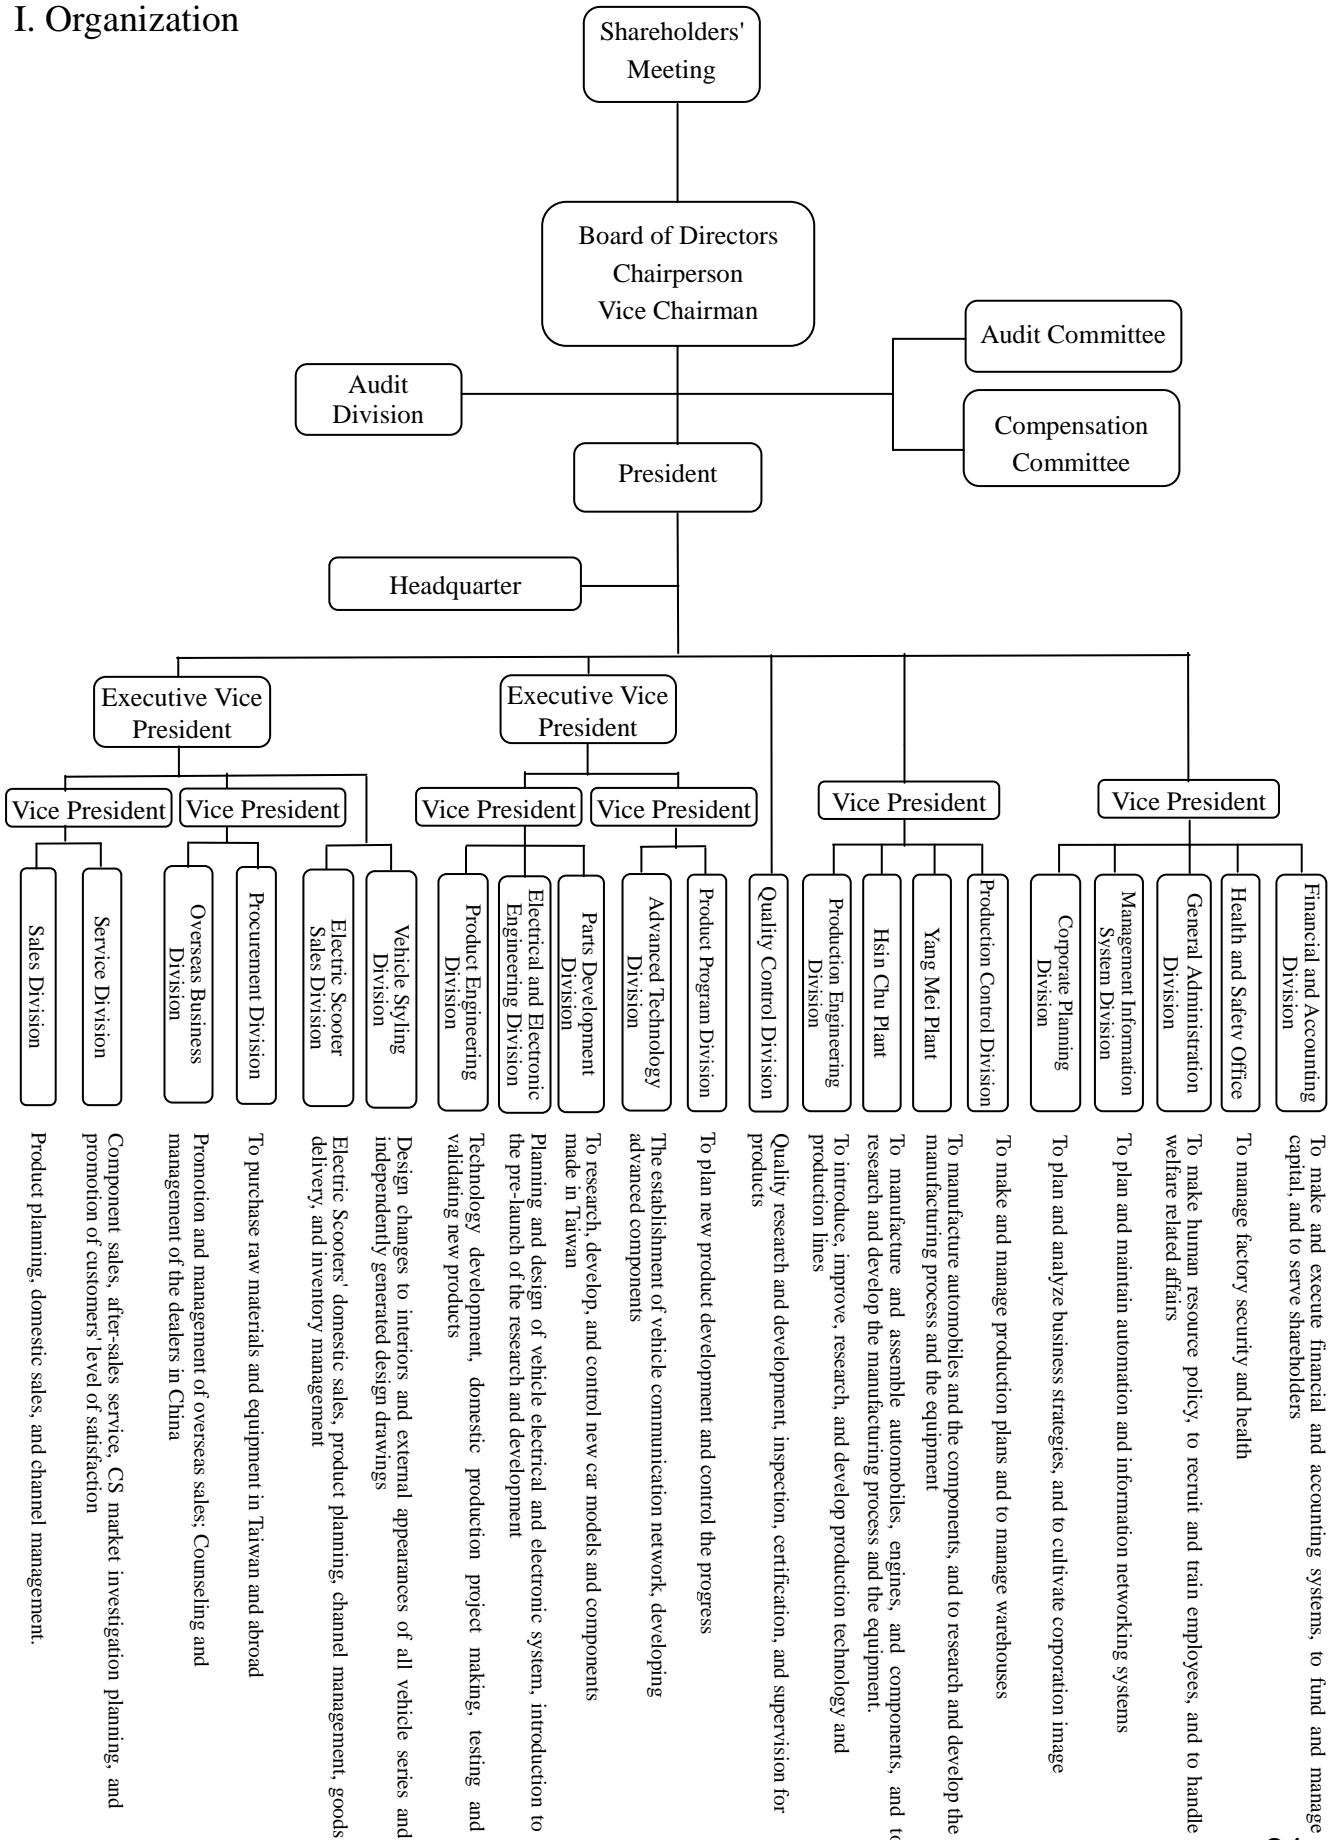 I. Organization
Shareholders'
Meeting
Board of Directors
Chairperson
Vice Chairman
Audit Committee
Audit
Division
Compensation
Committee
President
Headquarter
Executive Vice
President
Executive Vice
President
Vice President
Vice President
Vice President
Vice President
Vice President
Vice President
Sales Division
Service Division
Overseas Business
Division
Procurement Division
Electric Scooter
Sales Division
Vehicle Styling
Division
Product Engineering
Division
Electrical and Electronic
Engineering Division
Parts Development
Division
Advanced Technology
Division
Product Program Division
Quality Control Division
Production Engineering
Division
Hsin Chu Plant
Yang Mei Plant
Production Control Division
Corporate Planning
Division
Management Information
System Division
General Administration
Division
Health and Safety Office
Financial and Accounting
Division
Product planning, domestic sales, and channel management.
Component sales, after-sales service, CS market investigation planning, and
promotion of customers' level of satisfaction
Promotion and management of overseas sales; Counseling and
management of the dealers in China
To purchase raw materials and equipment in Taiwan and abroad
Electric Scooters' domestic sales, product planning, channel management, goods
delivery, and inventory management
Design changes to interiors and external appearances of all vehicle series and
independently generated design drawings
Technology development, domestic production project making, testing and
validating new products
Planning and design of vehicle electrical and electronic system, introduction to
the pre-launch of the research and development
To research, develop, and control new car models and components
made in Taiwan
The establishment of vehicle communication network, developing
advanced components
To plan new product development and control the progress
Quality research and development, inspection, certification, and supervision for
products
To introduce, improve, research, and develop production technology and
production lines
To manufacture and assemble automobiles, engines, and components, and to
research and develop the manufacturing process and the equipment.
To manufacture automobiles and the components, and to research and develop the
manufacturing process and the equipment
To make and manage production plans and to manage warehouses
To plan and analyze business strategies, and to cultivate corporation image
To plan and maintain automation and information networking systems
To make human resource policy, to recruit and train employees, and to handle
welfare related affairs
To manage factory security and health
To make and execute financial and accounting systems, to fund and manage
capital, and to serve shareholders